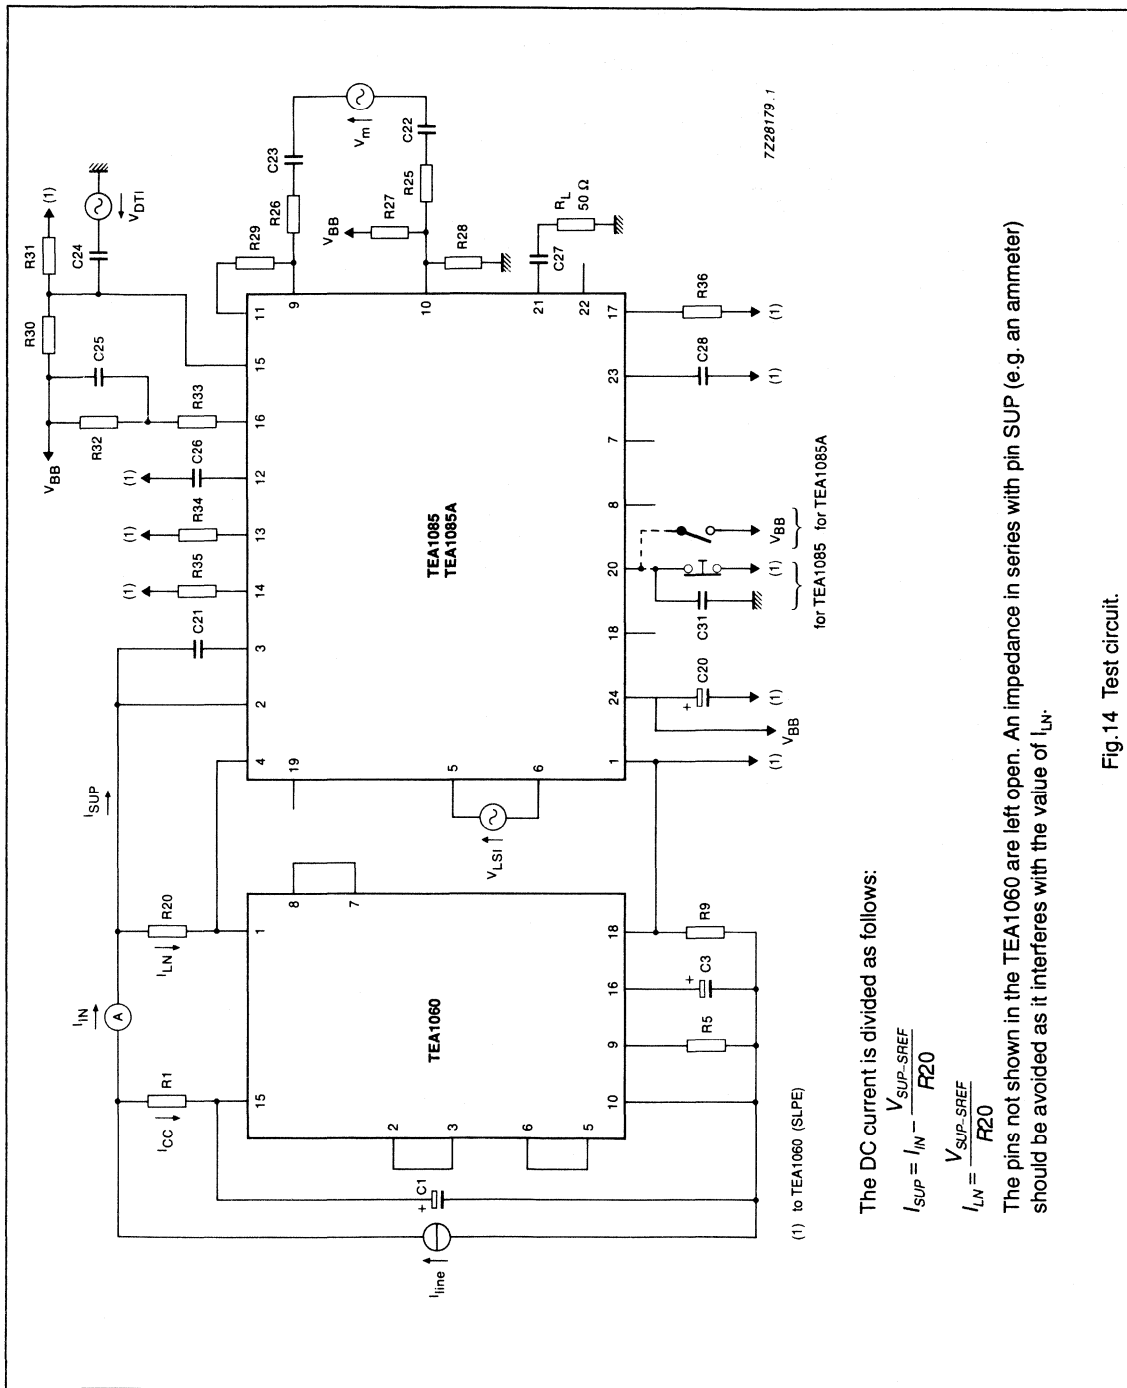 I_line
C1
+
R1
I_CC
A
I_IN
R20
I_LN
I_SUP
C21
R35
R34
C26
(1)
(1)
(1)
V_BB
R32
C25
R33
R30
R31
(1)
C24
V_DTI
15
1
8
7
2
3
6
5
TEA1060
10
9
16
18
R5
C3
+
R9
4
2
3
14
13
12
16
15
11
19
5
6
V_LSI
TEA1085
TEA1085A
9
10
21
22
1
24
18
20
8
7
23
17
R29
R26
C23
V_m
C22
R25
R27
V_BB
R28
C27
R_L
50 Ω
(1)
V_BB
+
C20
(1)
C31
(1)
V_BB
for TEA1085
for TEA1085A
C28
(1)
R36
(1)
7Z28179.1
(1) to TEA1060 (SLPE)
The DC current is divided as follows:
I_SUP = I_IN - V_SUP-SREF / R20
I_LN = V_SUP-SREF / R20
The pins not shown in the TEA1060 are left open. An impedance in series with pin SUP (e.g. an ammeter)
should be avoided as it interferes with the value of I_LN.
Fig.14 Test circuit.